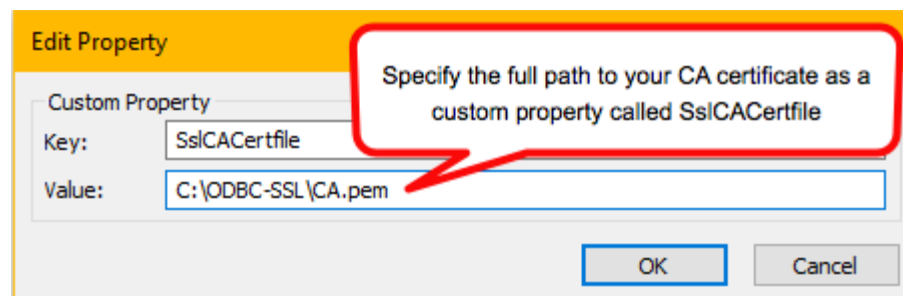 Edit Property
Specify the full path to your CA certificate as a
custom property called SslCACertfile
Custom Property
Key: SslCACertfile
Value: C:\ODBC-SSL\CA.pem
OK Cancel